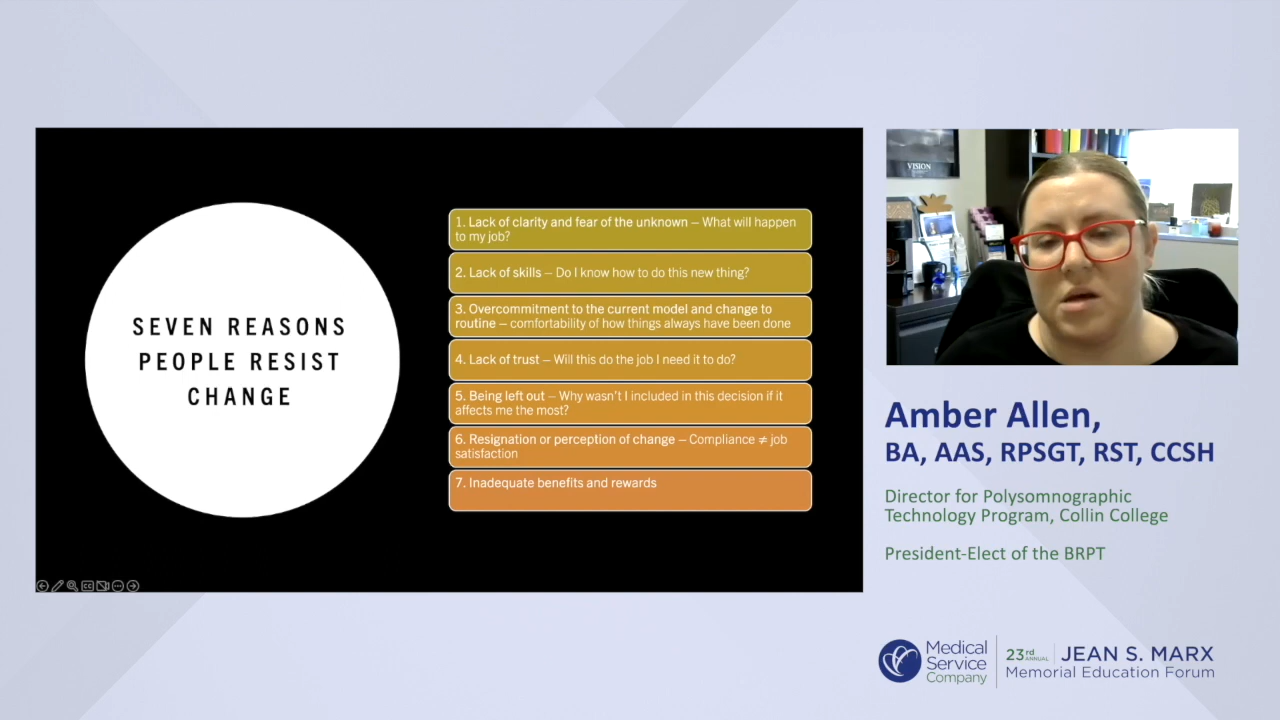 SEVEN REASONS
PEOPLE RESIST
CHANGE
1. Lack of clarity and fear of the unknown – What will happen
to my job?
2. Lack of skills – Do I know how to do this new thing?
3. Overcommitment to the current model and change to
routine – comfortability of how things always have been done
4. Lack of trust – Will this do the job I need it to do?
5. Being left out – Why wasn't I included in this decision if it
affects me the most?
6. Resignation or perception of change – Compliance ≠ job
satisfaction
7. Inadequate benefits and rewards
VISION
Amber Allen,
BA, AAS, RPSGT, RST, CCSH
Director for Polysomnographic
Technology Program, Collin College
President-Elect of the BRPT
Medical
Service
Company
23rd ANNUAL JEAN S. MARX
Memorial Education Forum